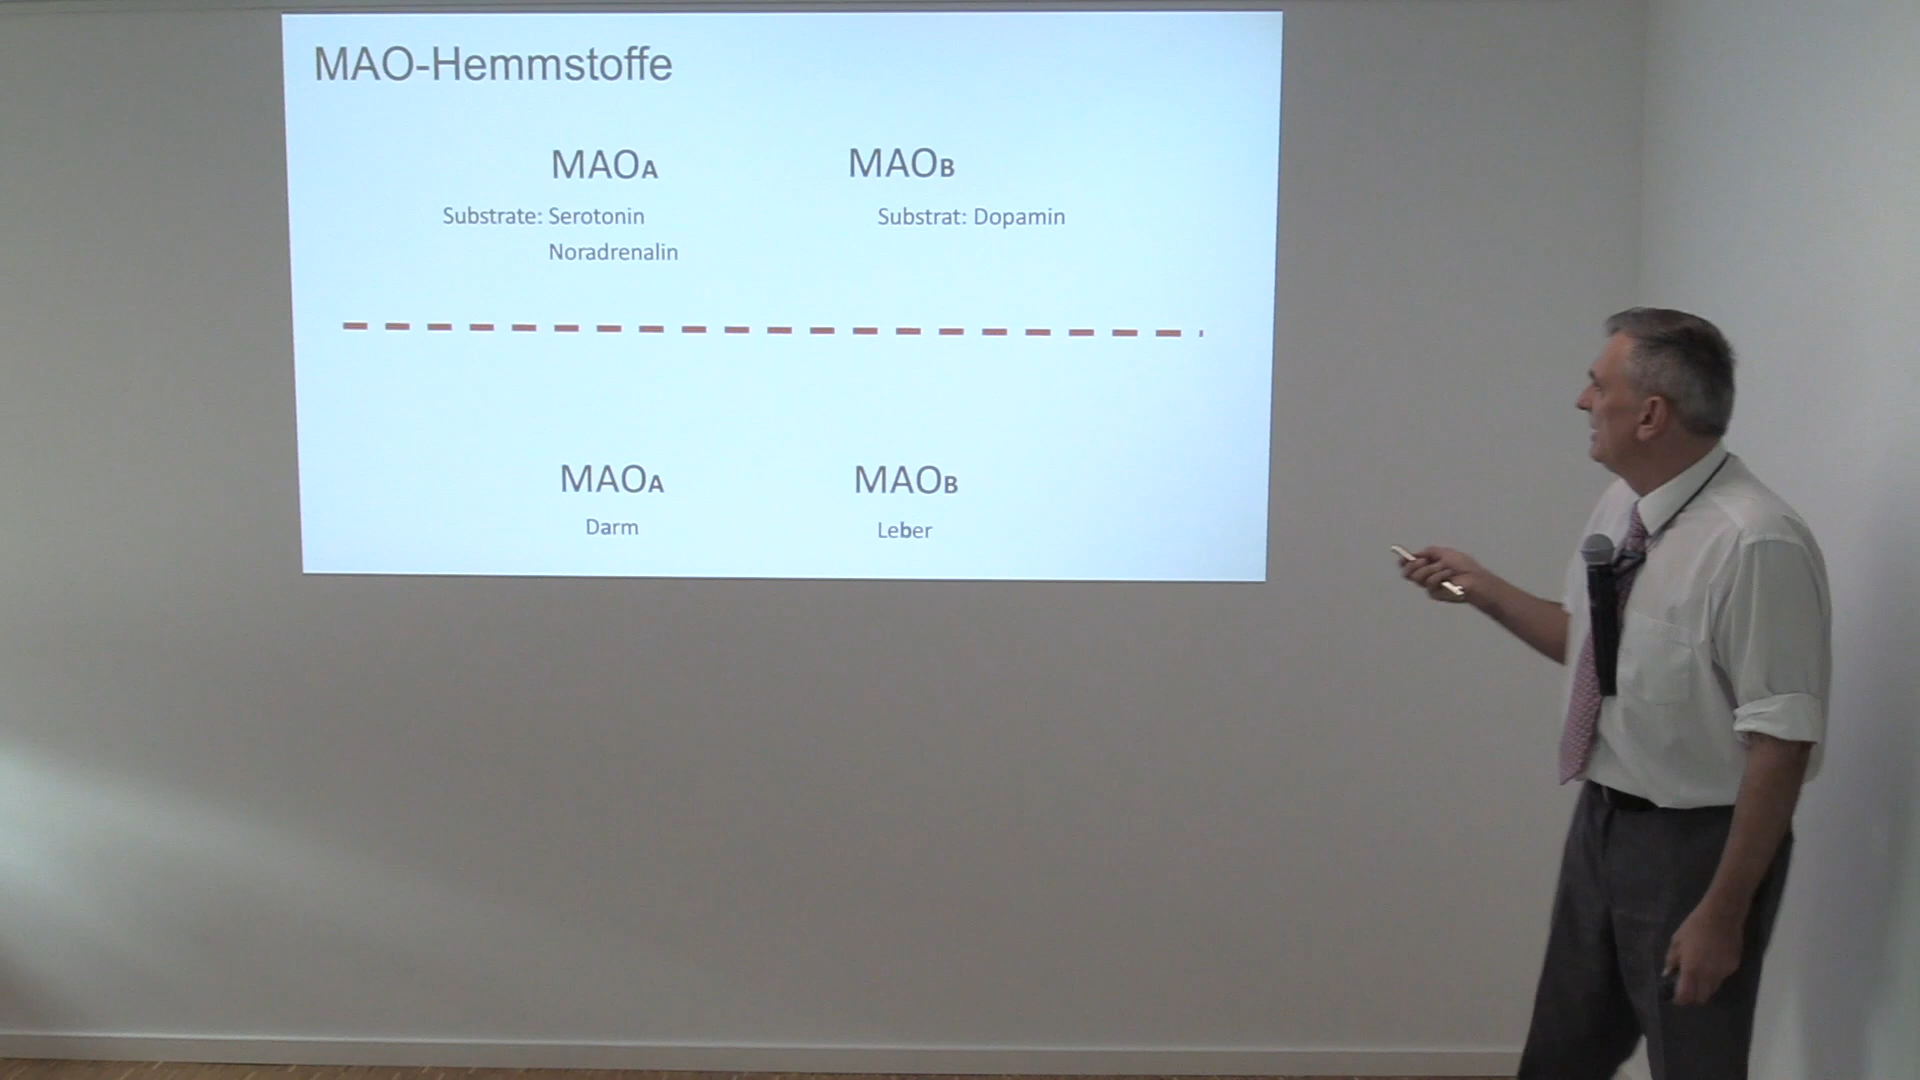 MAO-Hemmstoffe
MAOA MAOB
Substrate: Serotonin Substrat: Dopamin
Noradrenalin
MAOA MAOB
Darm Leber